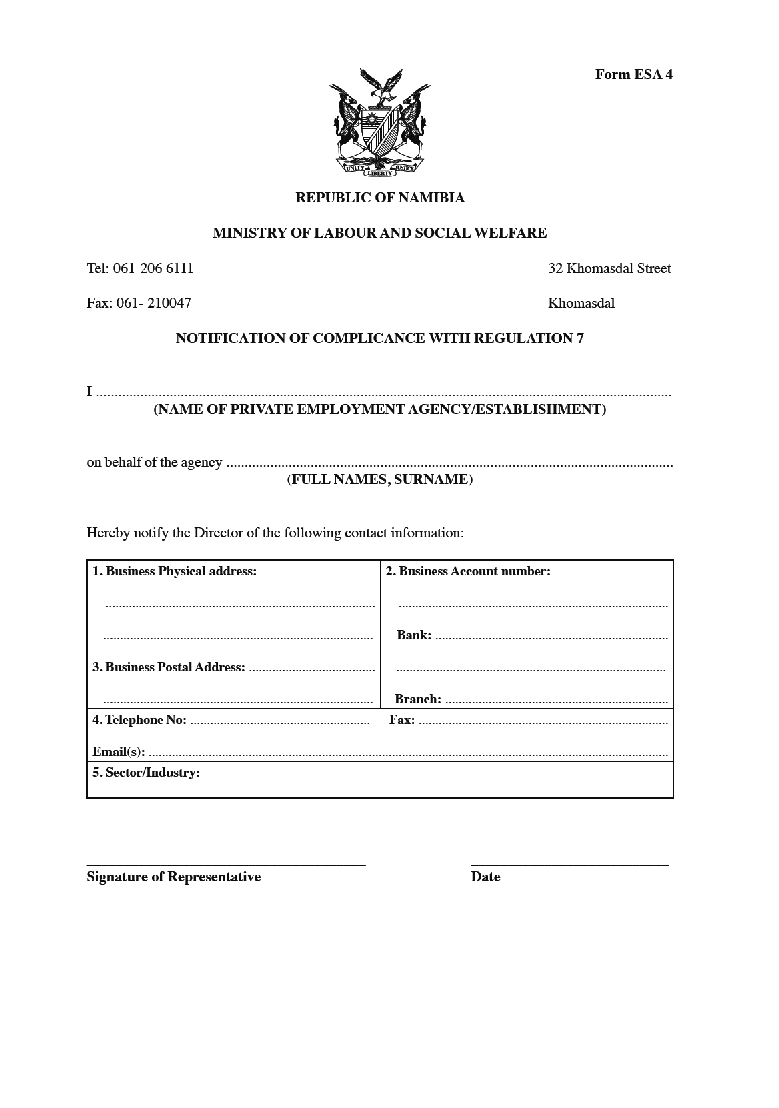 Form ESA 4
UNITY LIBERTY JUSTICE
REPUBLIC OF NAMIBIA
MINISTRY OF LABOUR AND SOCIAL WELFARE
Tel: 061 206 6111 32 Khomasdal Street
Fax: 061- 210047 Khomasdal
NOTIFICATION OF COMPLICANCE WITH REGULATION 7
I ................................................................
(NAME OF PRIVATE EMPLOYMENT AGENCY/ESTABLISHMENT)
on behalf of the agency ................................................................
(FULL NAMES, SURNAME)
Hereby notify the Director of the following contact information:
1. Business Physical address: 2. Business Account number:
Bank: ................................
3. Business Postal Address: ................................
Branch: ................................
4. Telephone No: ................................ Fax: ................................
Email(s): ................................................................
5. Sector/Industry:
Signature of Representative Date